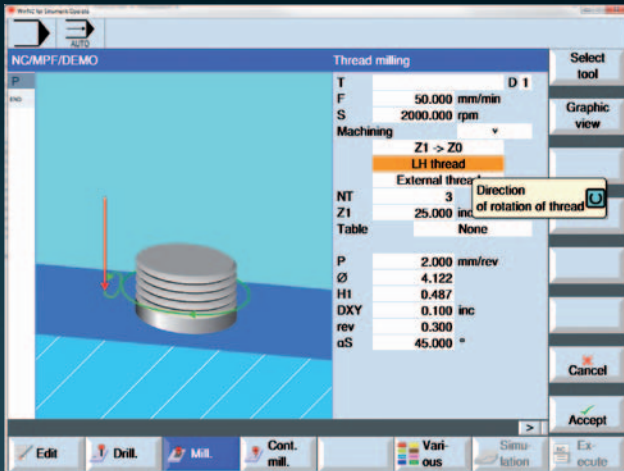 WinNC for Sinumerik Operate
AUTO
NC/MPF/DEMO
Thread milling
Select tool
P
END
T D 1
F 50.000 mm/min
S 2000.000 rpm
Graphic view
Machining
Z1 -> Z0
LH thread
External thread
Direction
of rotation of thread
NT 3
Z1 25.000 inc
Table None
P 2.000 mm/rev
Ø 4.122
H1 0.487
DXY 0.100 inc
rev 0.300
αS 45.000 °
Cancel
>
Accept
Edit
Drill.
Mill.
Cont. mill.
Vari-ous
Simu-lation
Ex-ecute